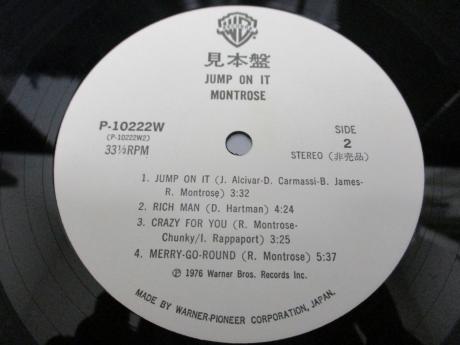 見本盤
JUMP ON IT
MONTROSE
P-10222W
(P-10222W2)
33⅓RPM
SIDE
2
STEREO (非売品)
1. JUMP ON IT (J. Alcivar-D. Carmassi-B. James-
R. Montrose) 3:32
2. RICH MAN (D. Hartman) 4:24
3. CRAZY FOR YOU (R. Montrose-
Chunky/I. Rappaport) 3:25
4. MERRY-GO-ROUND (R. Montrose) 5:37
Ⓟ 1976 Warner Bros. Records Inc.
MADE BY WARNER-PIONEER CORPORATION, JAPAN.